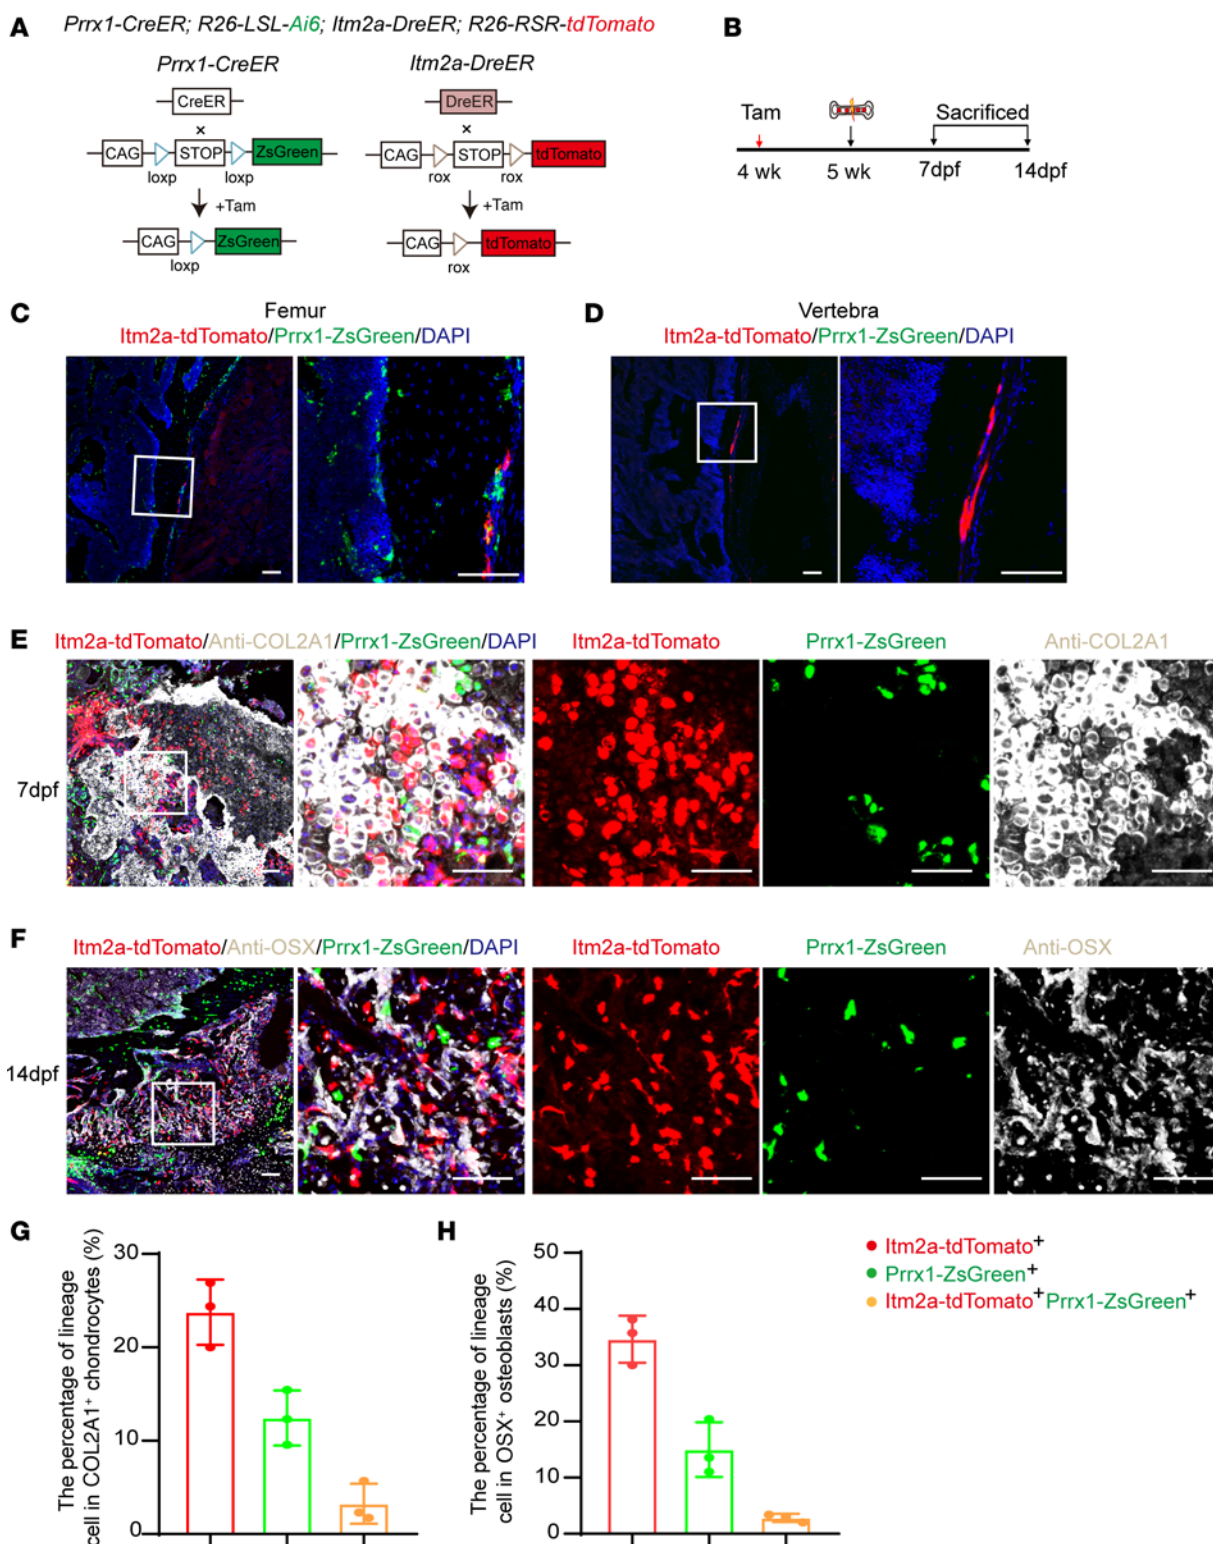 A
Prrx1-CreER; R26-LSL-Ai6; Itm2a-DreER; R26-RSR-tdTomato
Prrx1-CreER
Itm2a-DreER
CreER
DreER
×
×
CAG
STOP
ZsGreen
CAG
STOP
tdTomato
loxp
loxp
rox
rox
+Tam
+Tam
CAG
ZsGreen
CAG
tdTomato
loxp
rox
B
Tam
Sacrificed
4 wk
5 wk
7dpf
14dpf
C
Femur
Itm2a-tdTomato/Prrx1-ZsGreen/DAPI
D
Vertebra
Itm2a-tdTomato/Prrx1-ZsGreen/DAPI
E
Itm2a-tdTomato/Anti-COL2A1/Prrx1-ZsGreen/DAPI
Itm2a-tdTomato
Prrx1-ZsGreen
Anti-COL2A1
7dpf
F
Itm2a-tdTomato/Anti-OSX/Prrx1-ZsGreen/DAPI
Itm2a-tdTomato
Prrx1-ZsGreen
Anti-OSX
14dpf
G
The percentage of lineage
cell in COL2A1⁺ chondrocytes (%)
30
20
10
0
H
The percentage of lineage
cell in OSX⁺ osteoblasts (%)
50
40
30
20
10
0
Itm2a-tdTomato⁺
Prrx1-ZsGreen⁺
Itm2a-tdTomato⁺Prrx1-ZsGreen⁺